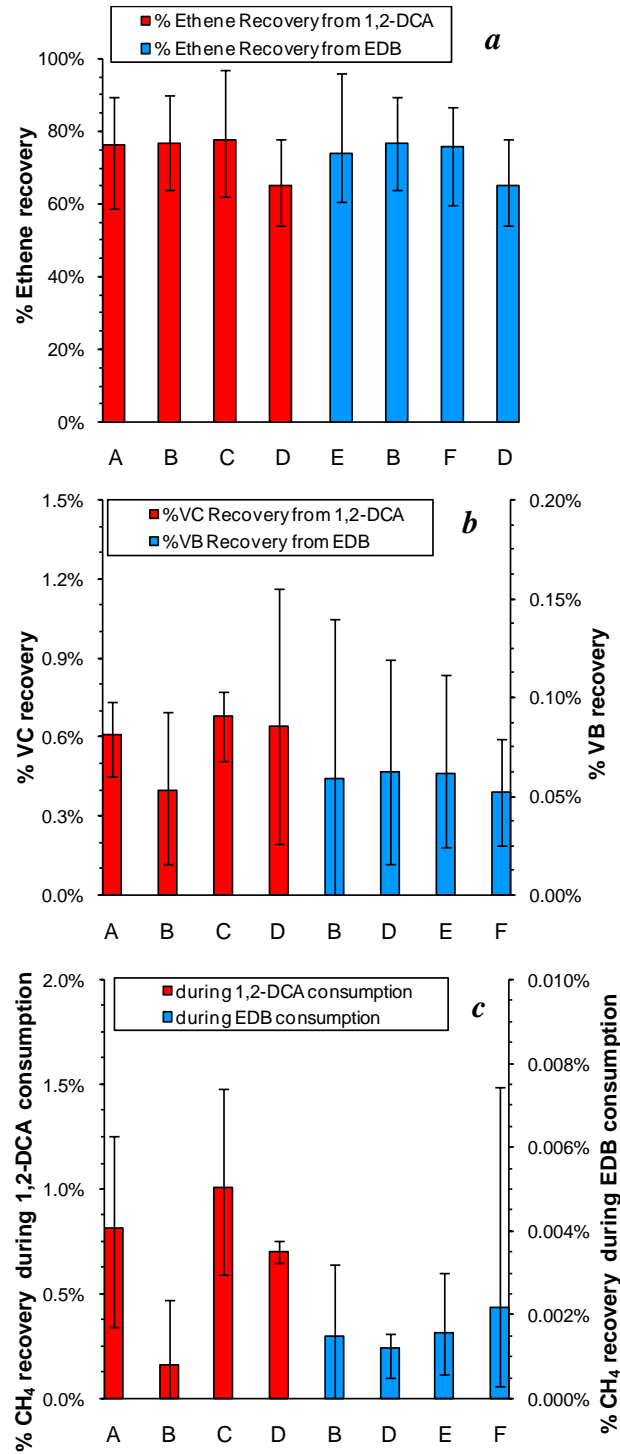 % Ethene Recovery from 1,2-DCA
% Ethene Recovery from EDB
a
100%
80%
60%
40%
20%
0%
% Ethene recovery
A B C D E B F D
%VC Recovery from 1,2-DCA
%VB Recovery from EDB
b
1.5%
1.2%
0.9%
0.6%
0.3%
0.0%
% VC recovery
0.20%
0.15%
0.10%
0.05%
0.00%
% VB recovery
A B C D B D E F
during 1,2-DCA consumption
during EDB consumption
c
2.0%
1.5%
1.0%
0.5%
0.0%
% CH₄ recovery during 1,2-DCA consumption
0.010%
0.008%
0.006%
0.004%
0.002%
0.000%
% CH₄ recovery during EDB consumption
A B C D B D E F